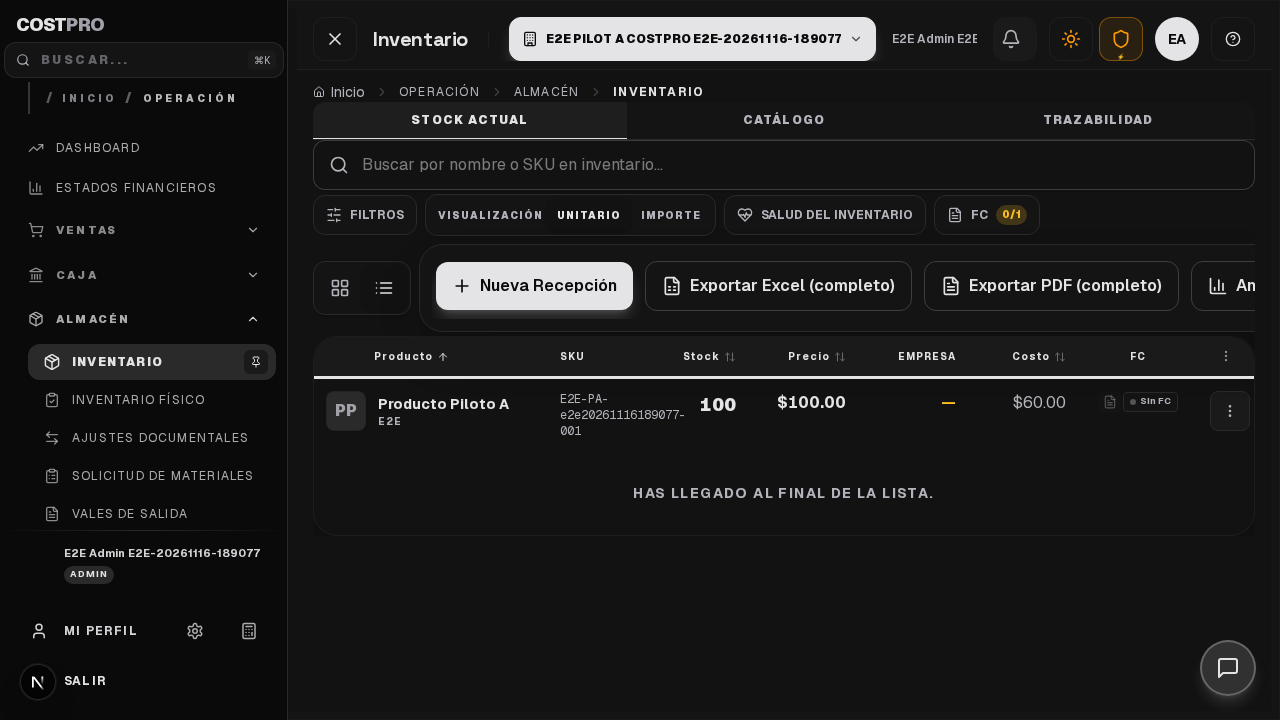 COSTPRO
BUSCAR...
⌘K
/ INICIO / OPERACIÓN
DASHBOARD
ESTADOS FINANCIEROS
VENTAS
CAJA
ALMACÉN
INVENTARIO
INVENTARIO FÍSICO
AJUSTES DOCUMENTALES
SOLICITUD DE MATERIALES
VALES DE SALIDA
E2E Admin E2E-20261116-189077
ADMIN
MI PERFIL
N
SALIR
Inventario
E2E PILOT A COSTPRO E2E-20261116-189077
E2E Admin E2E
EA
Inicio > OPERACIÓN > ALMACÉN > INVENTARIO
STOCK ACTUAL
CATÁLOGO
TRAZABILIDAD
Buscar por nombre o SKU en inventario...
FILTROS
VISUALIZACIÓN UNITARIO IMPORTE
SALUD DEL INVENTARIO
FC 0/1
Nueva Recepción
Exportar Excel (completo)
Exportar PDF (completo)
An
Producto SKU Stock Precio EMPRESA Costo FC
PP
Producto Piloto A
E2E
E2E-PA-
e2e20261116189077-
001
100
$100.00
—
$60.00
Sin FC
HAS LLEGADO AL FINAL DE LA LISTA.